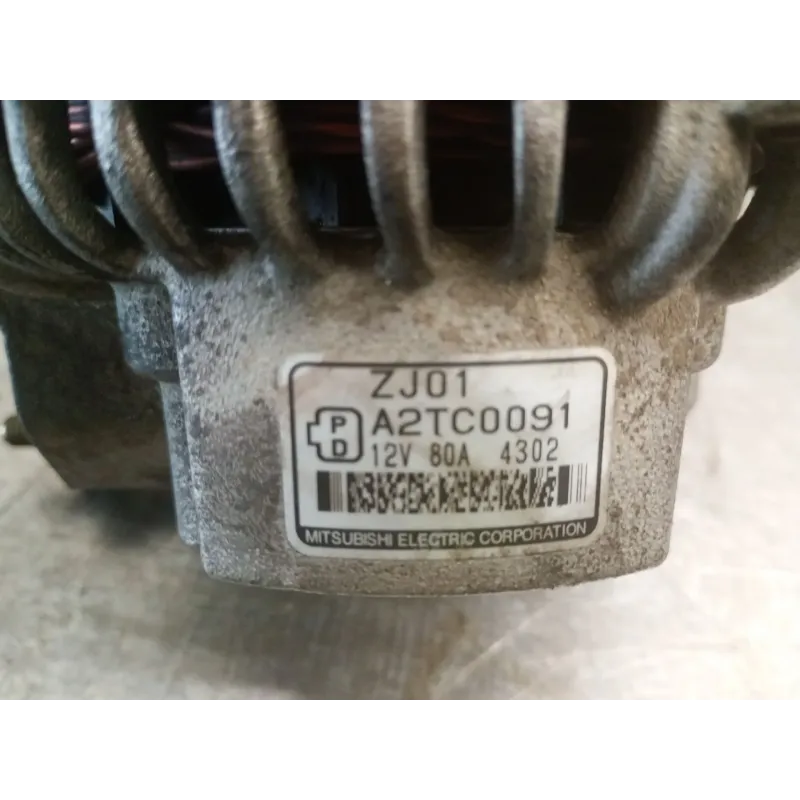 ZJ01
P
D
A2TC0091
12V 80A 4302
MITSUBISHI ELECTRIC CORPORATION